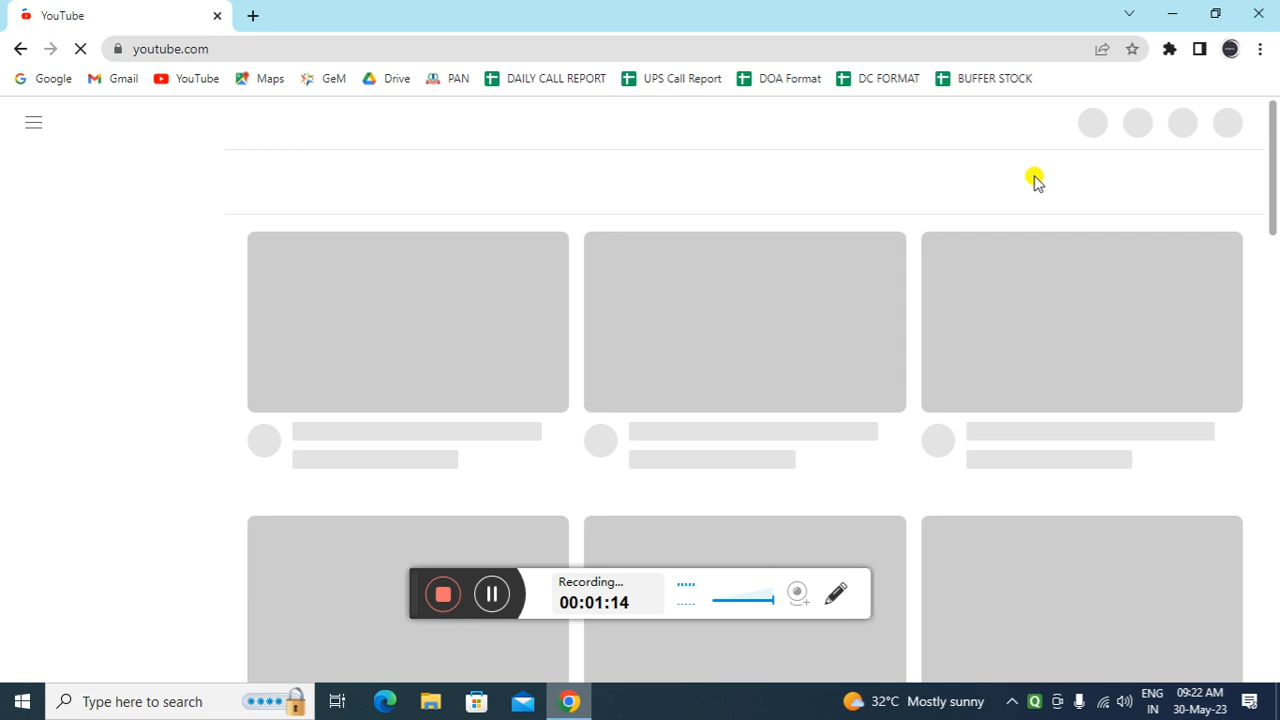 YouTube
youtube.com
Google Gmail YouTube Maps GeM Drive PAN DAILY CALL REPORT UPS Call Report DOA Format DC FORMAT BUFFER STOCK
Recording...
00:01:14
Type here to search
32°C Mostly sunny
ENG
IN
09:22 AM
30-May-23